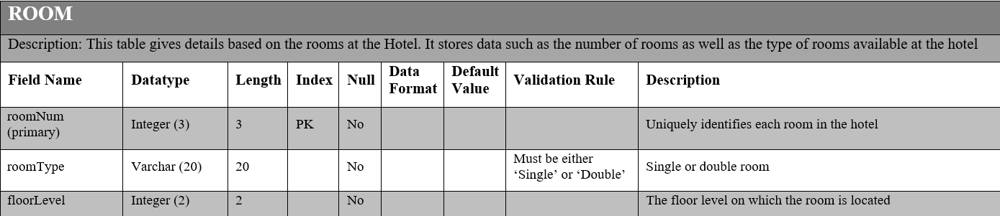 ROOM
Description: This table gives details based on the rooms at the Hotel. It stores data such as the number of rooms as well as the type of rooms available at the hotel
Field Name Datatype Length Index Null Data Format Default Value Validation Rule Description
roomNum (primary) Integer (3) 3 PK No Uniquely identifies each room in the hotel
roomType Varchar (20) 20 No Must be either ‘Single’ or ‘Double’ Single or double room
floorLevel Integer (2) 2 No The floor level on which the room is located